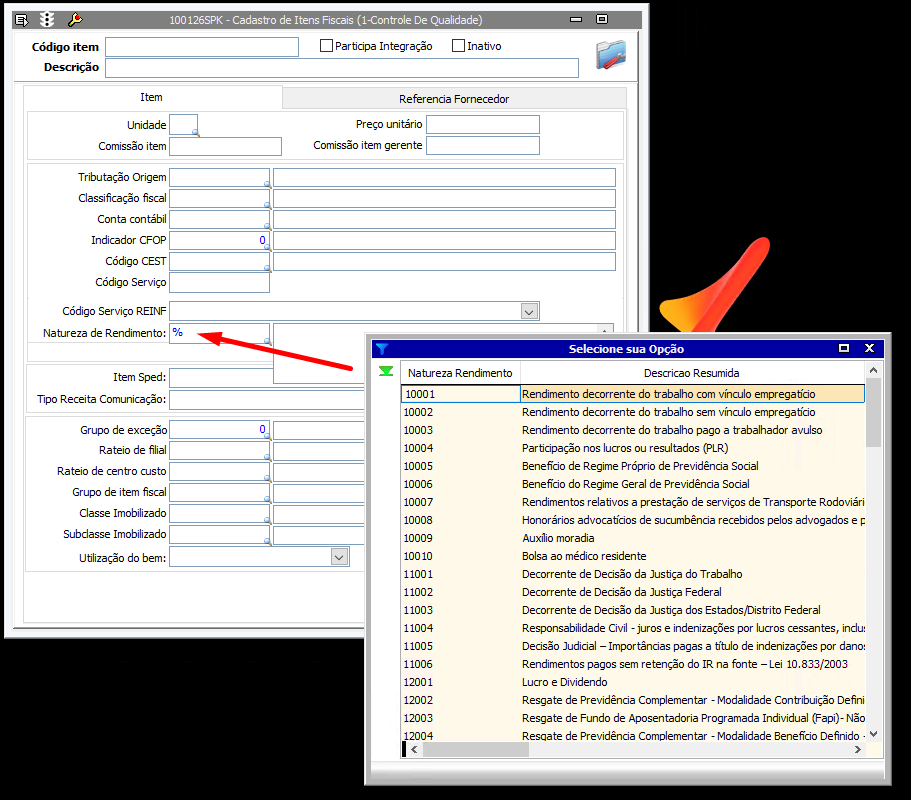 100126SPK - Cadastro de Itens Fiscais (1-Controle De Qualidade)
Código item
Participa Integração
Inativo
Descrição
Item
Referencia Fornecedor
Unidade
Preço unitário
Comissão item
Comissão item gerente
Tributação Origem
Classificação fiscal
Conta contábil
Indicador CFOP 0
Código CEST
Código Serviço
Código Serviço REINF
Natureza de Rendimento: %
Item Sped:
Tipo Receita Comunicação:
Grupo de exceção 0
Rateio de filial
Rateio de centro custo
Grupo de item fiscal
Classe Imobilizado
Subclasse Imobilizado
Utilização do bem:
Selecione sua Opção
Natureza Rendimento Descricao Resumida
10001 Rendimento decorrente do trabalho com vínculo empregatício
10002 Rendimento decorrente do trabalho sem vínculo empregatício
10003 Rendimento decorrente do trabalho pago a trabalhador avulso
10004 Participação nos lucros ou resultados (PLR)
10005 Benefício de Regime Próprio de Previdência Social
10006 Benefício do Regime Geral de Previdência Social
10007 Rendimentos relativos a prestação de serviços de Transporte Rodoviári
10008 Honorários advocatícios de sucumbência recebidos pelos advogados e p
10009 Auxílio moradia
10010 Bolsa ao médico residente
11001 Decorrente de Decisão da Justiça do Trabalho
11002 Decorrente de Decisão da Justiça Federal
11003 Decorrente de Decisão da Justiça dos Estados/Distrito Federal
11004 Responsabilidade Civil - juros e indenizações por lucros cessantes, inclus
11005 Decisão Judicial – Importâncias pagas a título de indenizações por danos
11006 Rendimentos pagos sem retenção do IR na fonte – Lei 10.833/2003
12001 Lucro e Dividendo
12002 Resgate de Previdência Complementar - Modalidade Contribuição Defini
12003 Resgate de Fundo de Aposentadoria Programada Individual (Fapi)- Não
12004 Resgate de Previdência Complementar - Modalidade Benefício Definido -